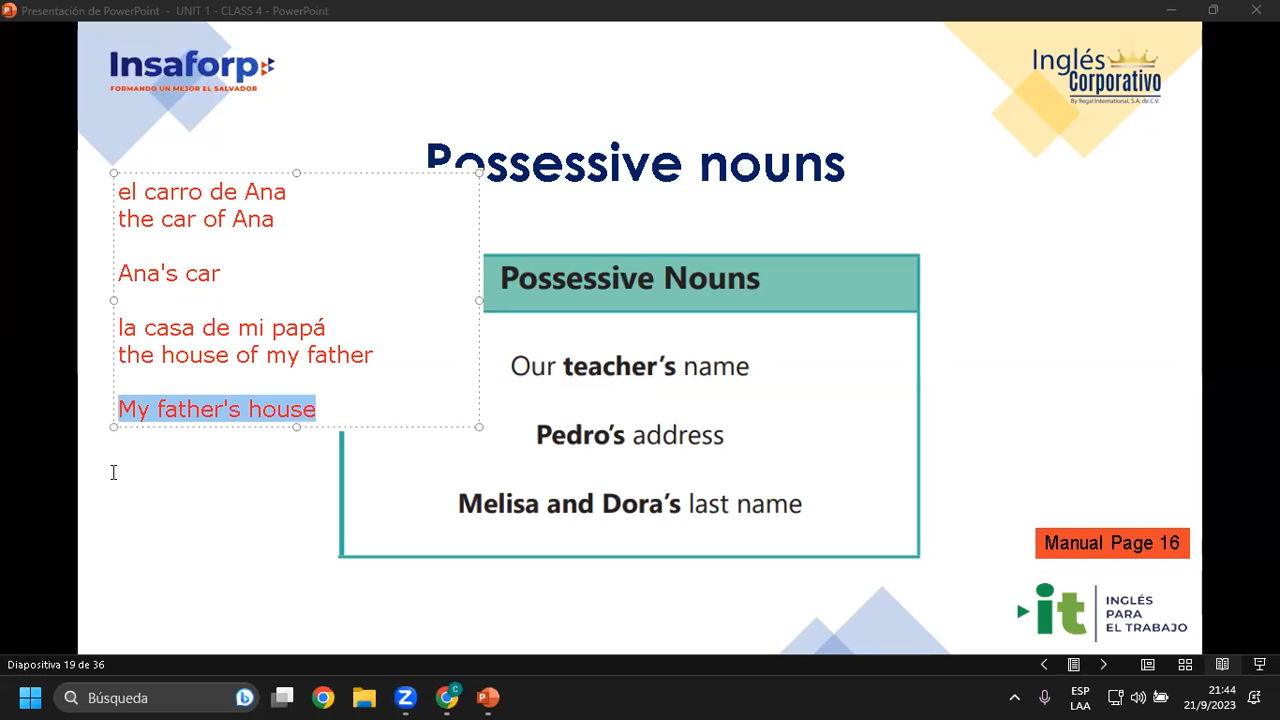 Presentación de PowerPoint - UNIT 1 - CLASS 4 - PowerPoint
Insaforp
FORMANDO UN MEJOR EL SALVADOR
Inglés
Corporativo
By Regal International, S.A. de C.V.
Possessive nouns
el carro de Ana
the car of Ana
Ana's car
la casa de mi papá
the house of my father
My father's house
Possessive Nouns
Our teacher's name
Pedro's address
Melisa and Dora's last name
Manual Page 16
it
INGLÉS
PARA
EL TRABAJO
Diapositiva 19 de 36
Búsqueda
ESP
LAA
21:44
21/9/2023